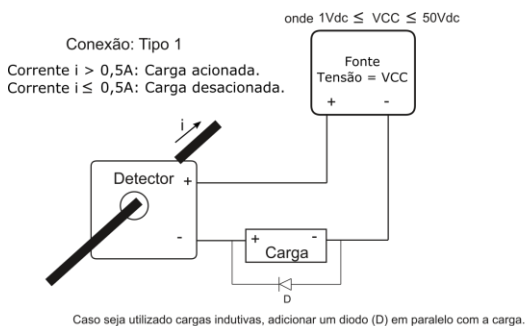 onde 1Vdc ≤ VCC ≤ 50Vdc
Conexão: Tipo 1
Corrente i > 0,5A: Carga acionada.
Corrente i ≤ 0,5A: Carga desacionada.
Fonte
Tensão = VCC
+ -
i
Detector +
-
+ -
Carga
D
Caso seja utilizado cargas indutivas, adicionar um diodo (D) em paralelo com a carga.